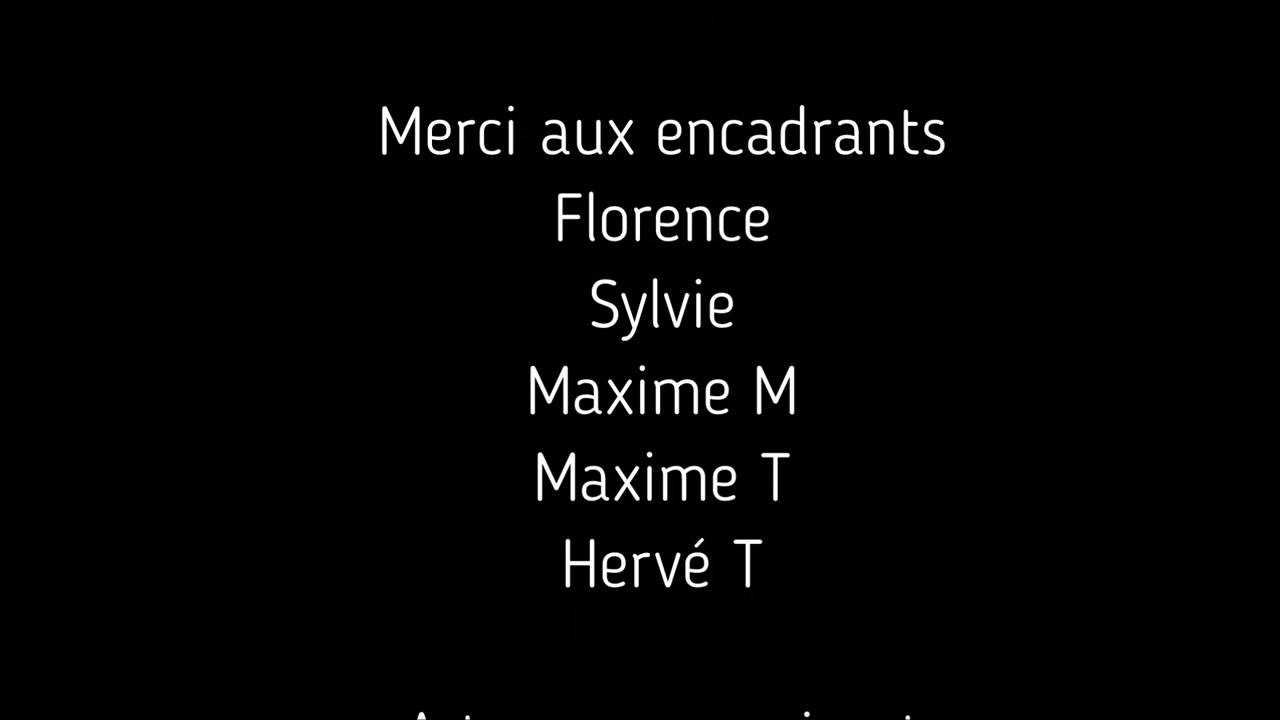 Merci aux encadrants
Florence
Sylvie
Maxime M
Maxime T
Hervé T